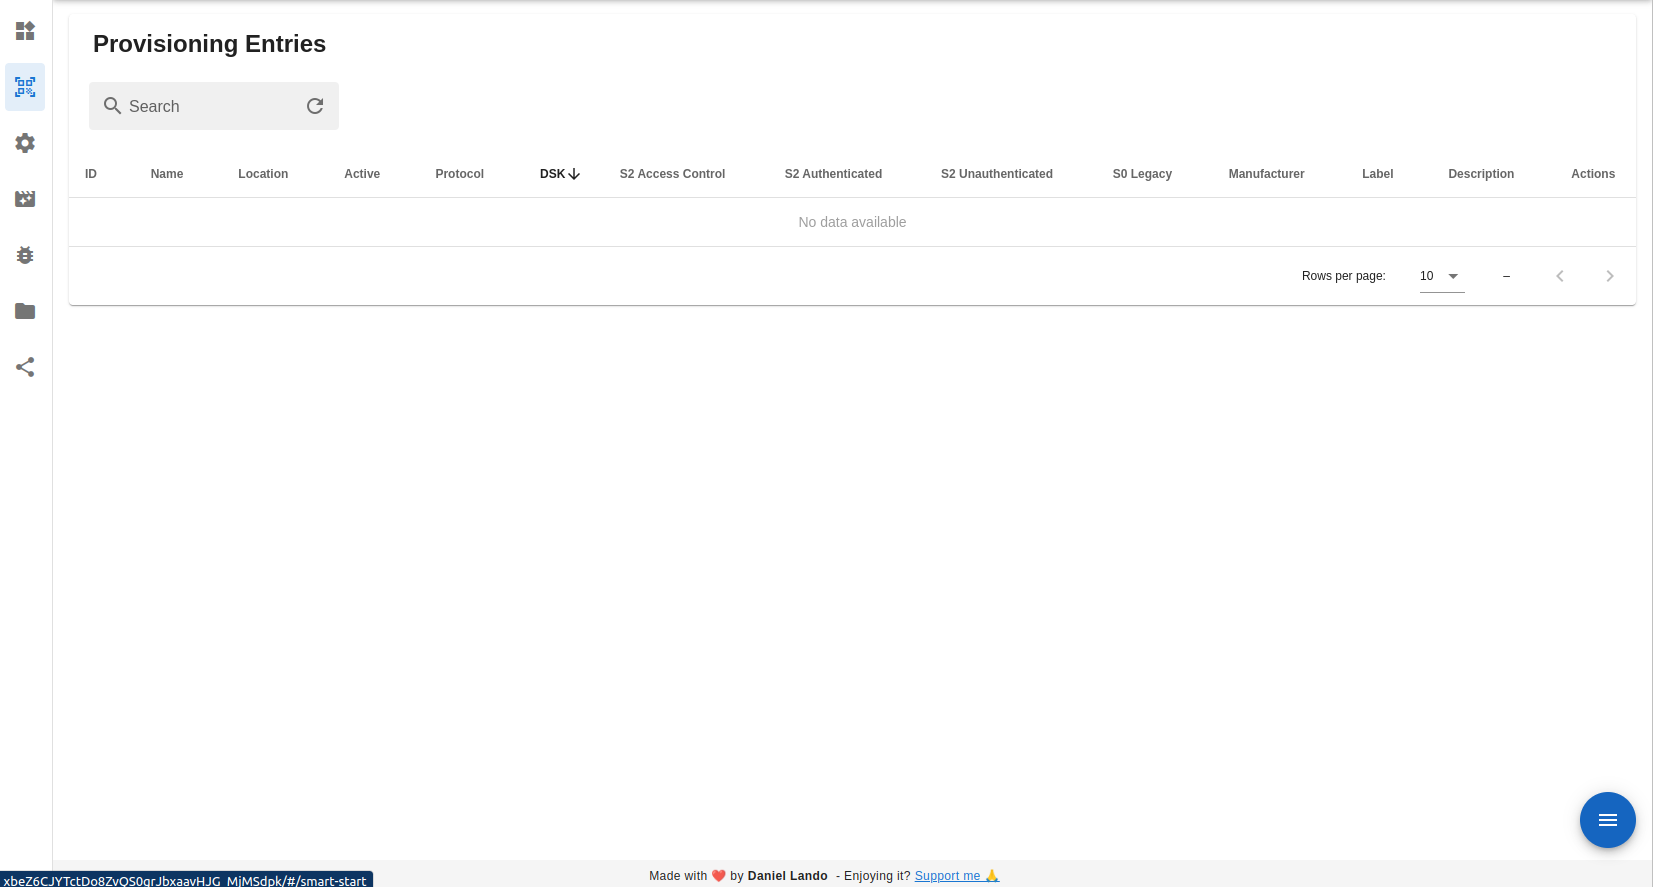 Provisioning Entries
Search
ID Name Location Active Protocol DSK S2 Access Control S2 Authenticated S2 Unauthenticated S0 Legacy Manufacturer Label Description Actions
No data available
Rows per page: 10 –
Made with ❤️ by Daniel Lando - Enjoying it? Support me 🙏
xbeZ6CJYTctDo8ZvQS0grJbxaavHJG_MjMSdpk/#/smart-start